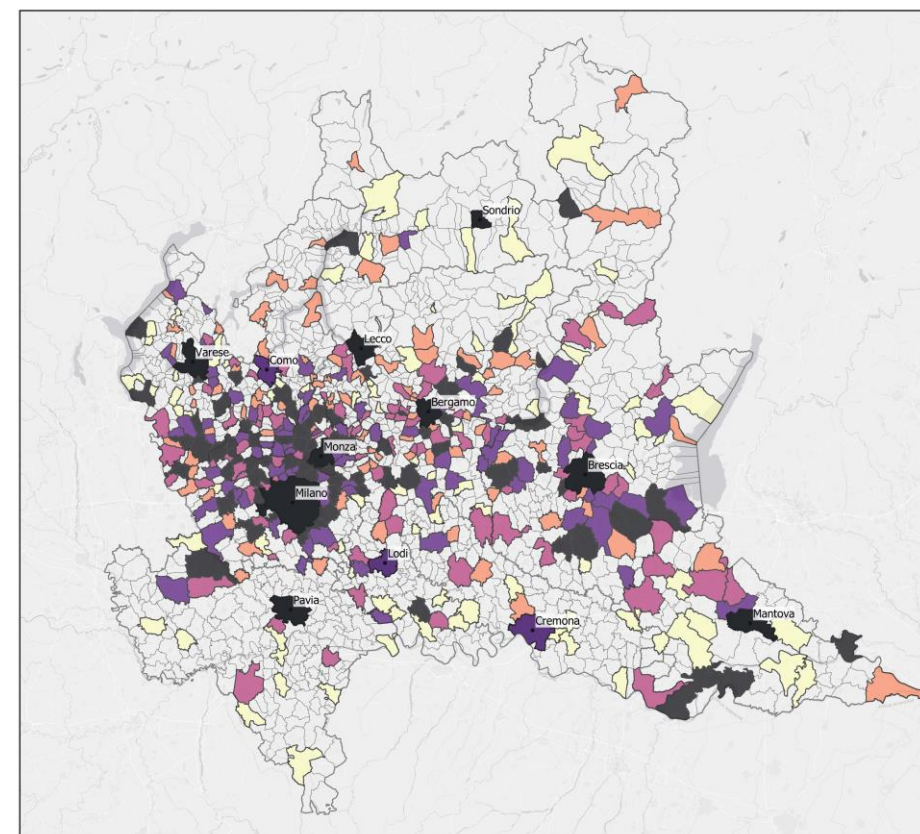 Sondrio
Lecco
Varese
Como
Bergamo
Monza
Brescia
Milano
Lodi
Pavia
Mantova
Cremona